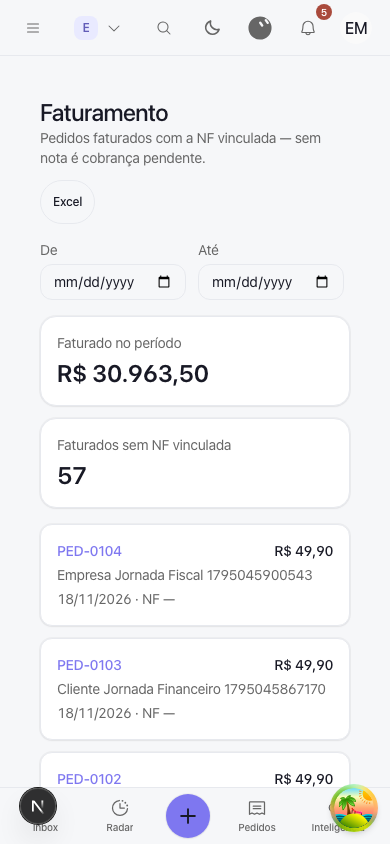 E
5
EM
Faturamento
Pedidos faturados com a NF vinculada — sem
nota é cobrança pendente.
Excel
De
Até
mm/dd/yyyy
mm/dd/yyyy
Faturado no período
R$ 30.963,50
Faturados sem NF vinculada
57
PED-0104 R$ 49,90
Empresa Jornada Fiscal 1795045900543
18/11/2026 · NF —
PED-0103 R$ 49,90
Cliente Jornada Financeiro 1795045867170
18/11/2026 · NF —
PED-0102 R$ 49,90
N
Inbox
Radar
Pedidos